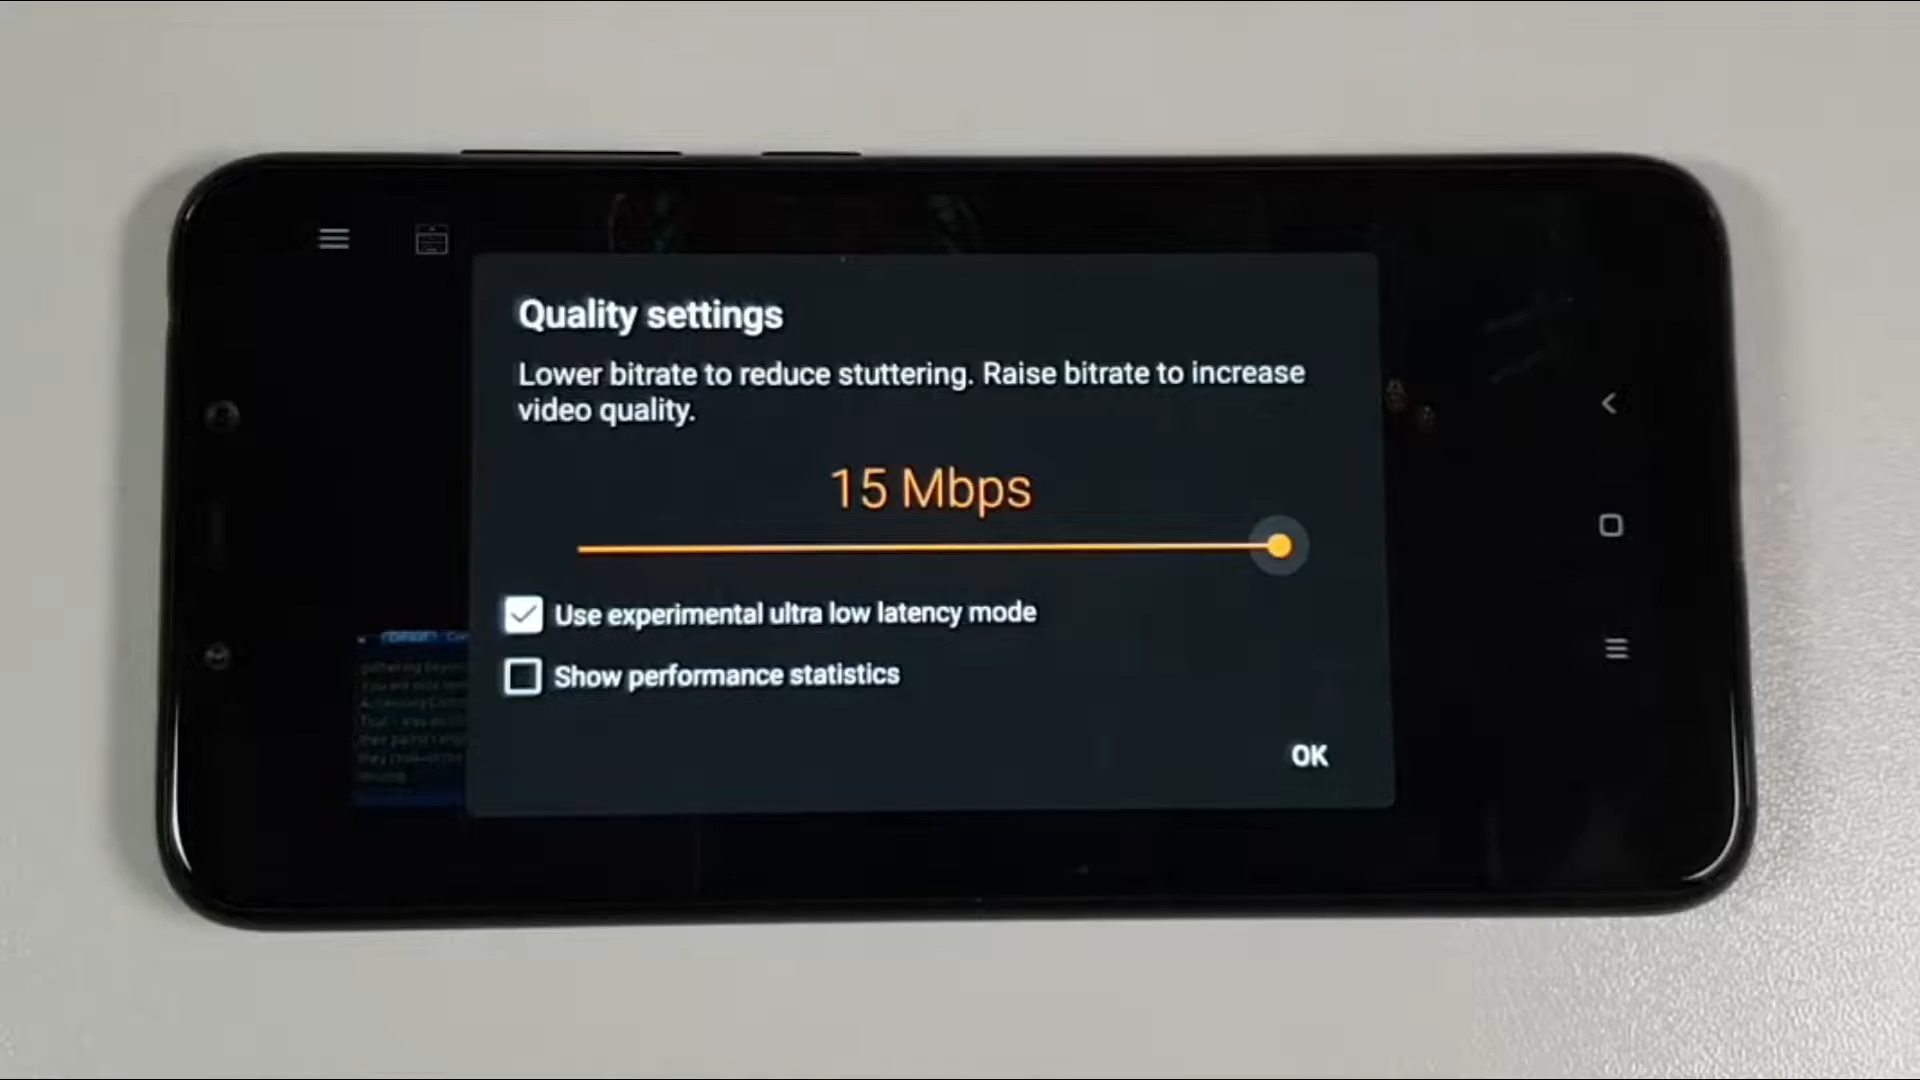 Quality settings
Lower bitrate to reduce stuttering. Raise bitrate to increase
video quality.
15 Mbps
Use experimental ultra low latency mode
Show performance statistics
OK